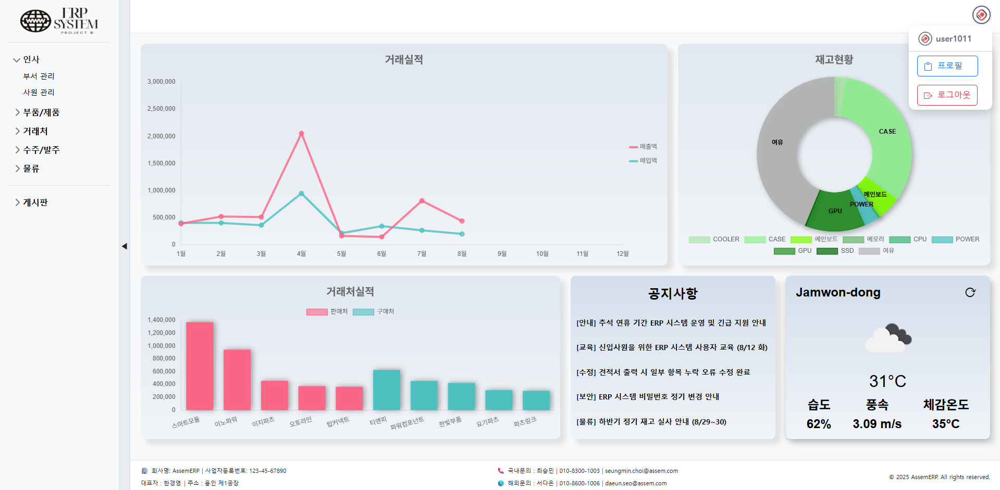 ERP
SYSTEM
PROJECT B.
인사
부서 관리
사원 관리
부품/제품
거래처
수주/발주
물류
게시판
user1011
프로필
로그아웃
거래실적
3,000,000
2,500,000
2,000,000
1,500,000
1,000,000
500,000
0
1월 2월 3월 4월 5월 6월 7월 8월 9월 10월 11월 12월
매출액
매입액
재고현황
CASE
여유
메인보드
POWER
GPU
COOLER CASE 메인보드 메모리 CPU POWER
GPU SSD 여유
거래처실적
판매처 구매처
1,400,000
1,200,000
1,000,000
800,000
600,000
400,000
200,000
0
스마트모듈 이노파워 이지파츠 오토라인 탑커넥트 티앤피 파워컴포넌트 한빛부품 요기파츠 파츠링크
공지사항
[안내] 추석 연휴 기간 ERP 시스템 운영 및 긴급 지원 안내
[교육] 신입사원을 위한 ERP 시스템 사용자 교육 (8/12 화)
[수정] 견적서 출력 시 일부 항목 누락 오류 수정 완료
[보안] ERP 시스템 비밀번호 정기 변경 안내
[물류] 하반기 정기 재고 실사 안내 (8/29~30)
Jamwon-dong
31°C
습도 풍속 체감온도
62% 3.09 m/s 35°C
회사명: AssemERP | 사업자등록번호: 123-45-67890
대표자 : 한경영 | 주소 : 용인 제1공장
국내문의 : 최승민 | 010-8300-1003 | seungmin.choi@assem.com
해외문의 : 서다은 | 010-8600-1006 | daeun.seo@assem.com
© 2025 AssemERP. All rights reserved.